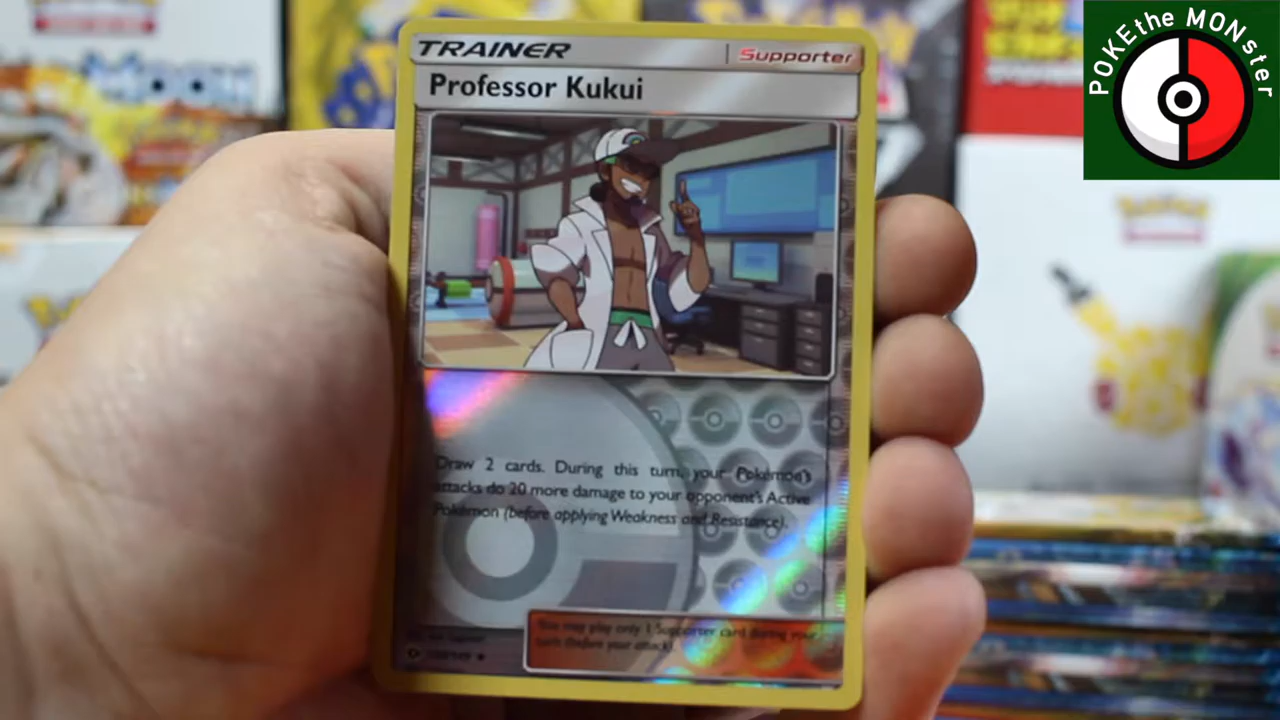 POKEthe MONster
TRAINER
Supporter
Professor Kukui
Draw 2 cards. During this turn, your Pokémon's
attacks do 20 more damage to your opponent's Active
Pokémon (before applying Weakness and Resistance).
You may play only 1 Supporter card during your
turn (before your attack).
MOON